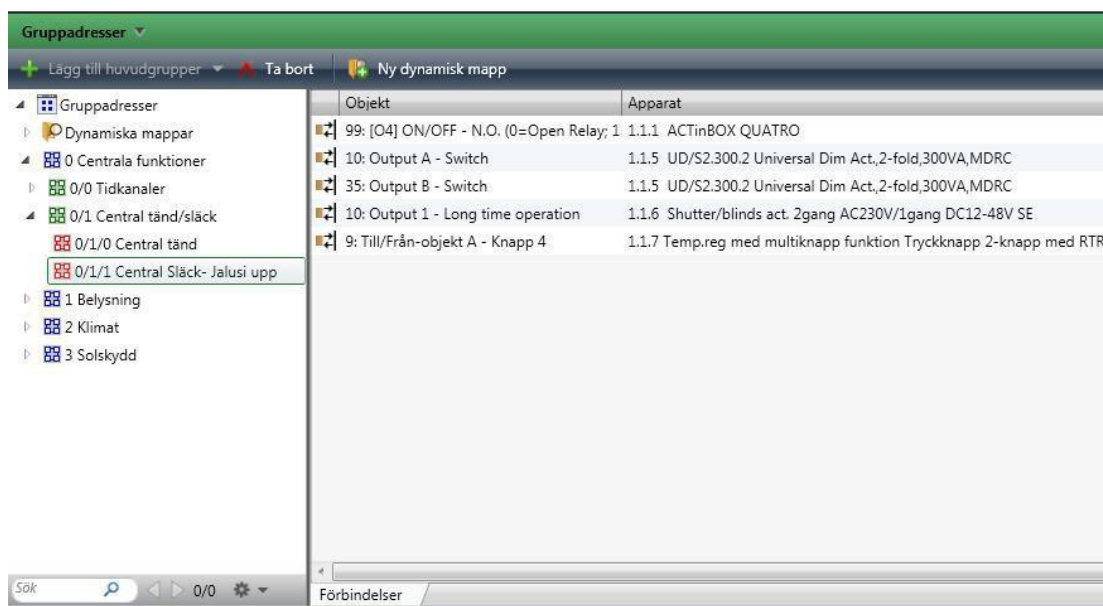 Gruppadresser
Lägg till huvudgrupper Ta bort Ny dynamisk mapp
Gruppadresser
Dynamiska mappar
0 Centrala funktioner
0/0 Tidkanaler
0/1 Central tänd/släck
0/1/0 Central tänd
0/1/1 Central Släck- Jalusi upp
1 Belysning
2 Klimat
3 Solskydd
Objekt Apparat
99: [O4] ON/OFF - N.O. (0=Open Relay; 1 1.1.1 ACTinBOX QUATRO
10: Output A - Switch 1.1.5 UD/S2.300.2 Universal Dim Act.,2-fold,300VA,MDRC
35: Output B - Switch 1.1.5 UD/S2.300.2 Universal Dim Act.,2-fold,300VA,MDRC
10: Output 1 - Long time operation 1.1.6 Shutter/blinds act. 2gang AC230V/1gang DC12-48V SE
9: Till/Från-objekt A - Knapp 4 1.1.7 Temp.reg med multiknapp funktion Tryckknapp 2-knapp med RTR
Sök 0/0
Förbindelser